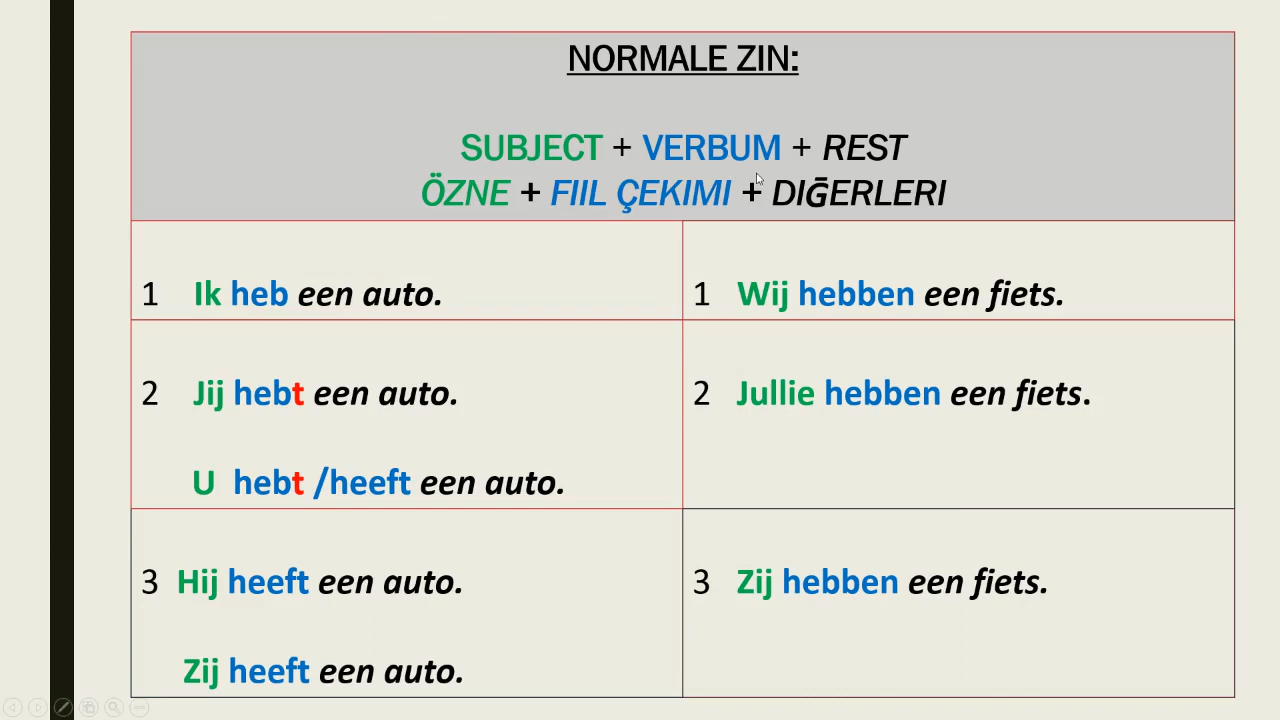 NORMALE ZIN:
SUBJECT + VERBUM + REST
ÖZNE + FIIL ÇEKIMI + DIĞERLERI
1 Ik heb een auto.
1 Wij hebben een fiets.
2 Jij hebt een auto.
U hebt /heeft een auto.
2 Jullie hebben een fiets.
3 Hij heeft een auto.
Zij heeft een auto.
3 Zij hebben een fiets.